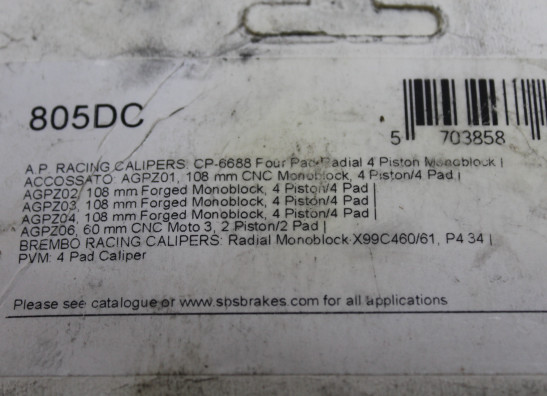 805DC
5 703858
A.P. RACING CALIPERS: CP-6688 Four Pad Radial 4 Piston Monoblock |
ACCOSSATO: AGPZ01, 108 mm CNC Monoblock, 4 Piston/4 Pad |
AGPZ02, 108 mm Forged Monoblock, 4 Piston/4 Pad |
AGPZ03, 108 mm Forged Monoblock, 4 Piston/4 Pad |
AGPZ04, 108 mm Forged Monoblock, 4 Piston/4 Pad |
AGPZ06, 60 mm CNC Moto 3, 2 Piston/2 Pad |
BREMBO RACING CALIPERS: Radial Monoblock X99C460/61, P4 34 |
PVM: 4 Pad Caliper
Please see catalogue or www.sbsbrakes.com for all applications